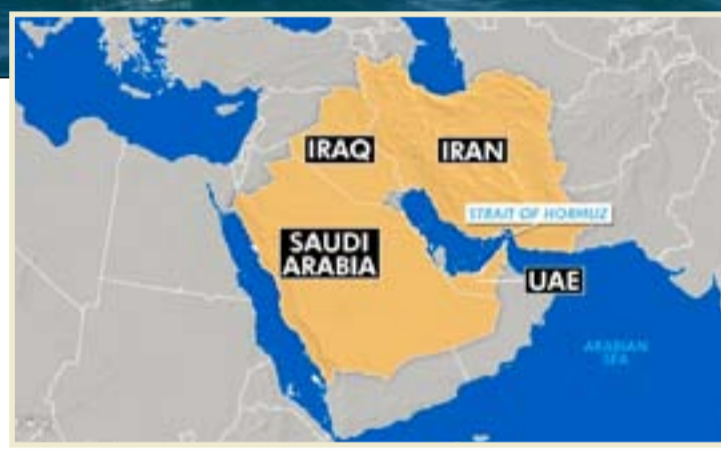 IRAQ
IRAN
STRAIT OF HORMUZ
SAUDI
ARABIA
UAE
ARABIAN
SEA